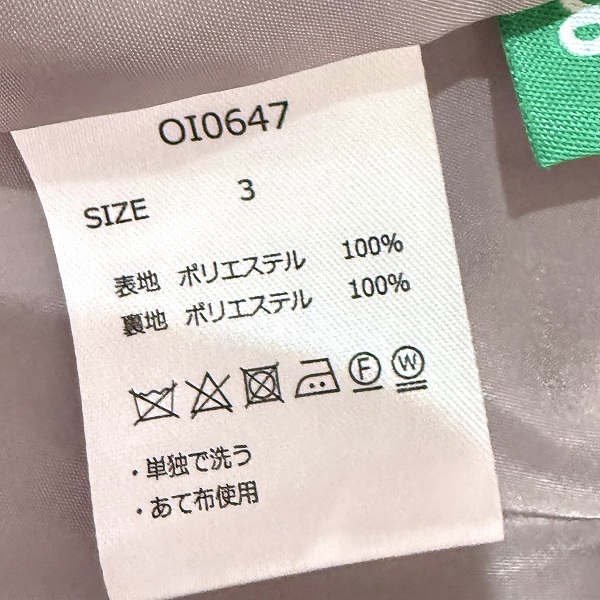 OI0647
SIZE 3
表地 ポリエステル 100%
裏地 ポリエステル 100%
F W
・単独で洗う
・あて布使用